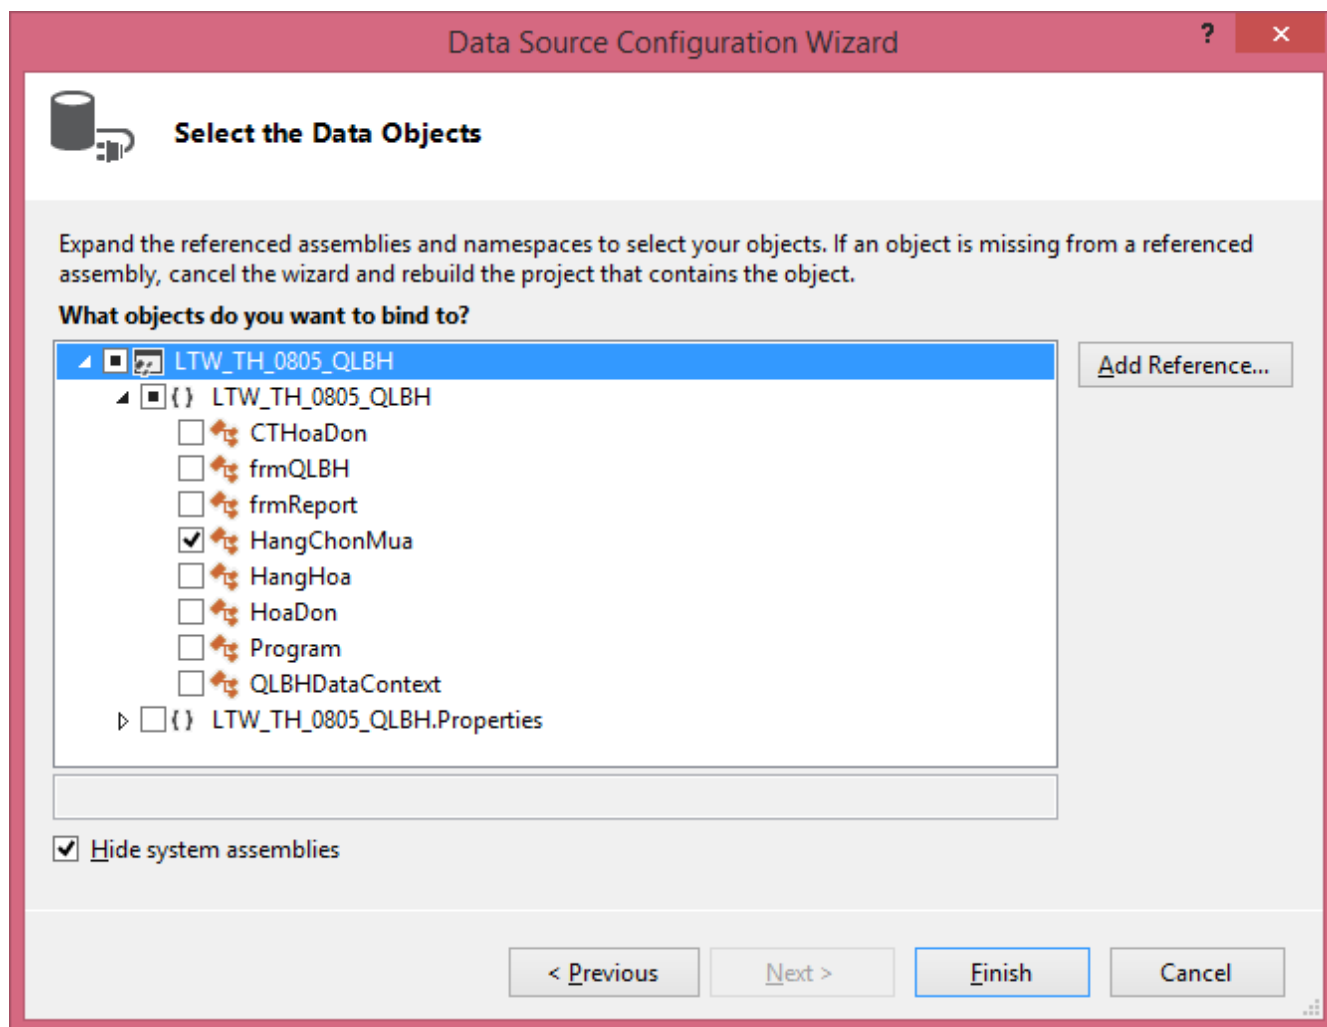 Data Source Configuration Wizard
?
Select the Data Objects
Expand the referenced assemblies and namespaces to select your objects. If an object is missing from a referenced
assembly, cancel the wizard and rebuild the project that contains the object.
What objects do you want to bind to?
LTW_TH_0805_QLBH
Add Reference...
{ } LTW_TH_0805_QLBH
CTHoaDon
frmQLBH
frmReport
HangChonMua
HangHoa
HoaDon
Program
QLBHDataContext
{ } LTW_TH_0805_QLBH.Properties
Hide system assemblies
< Previous
Next >
Finish
Cancel